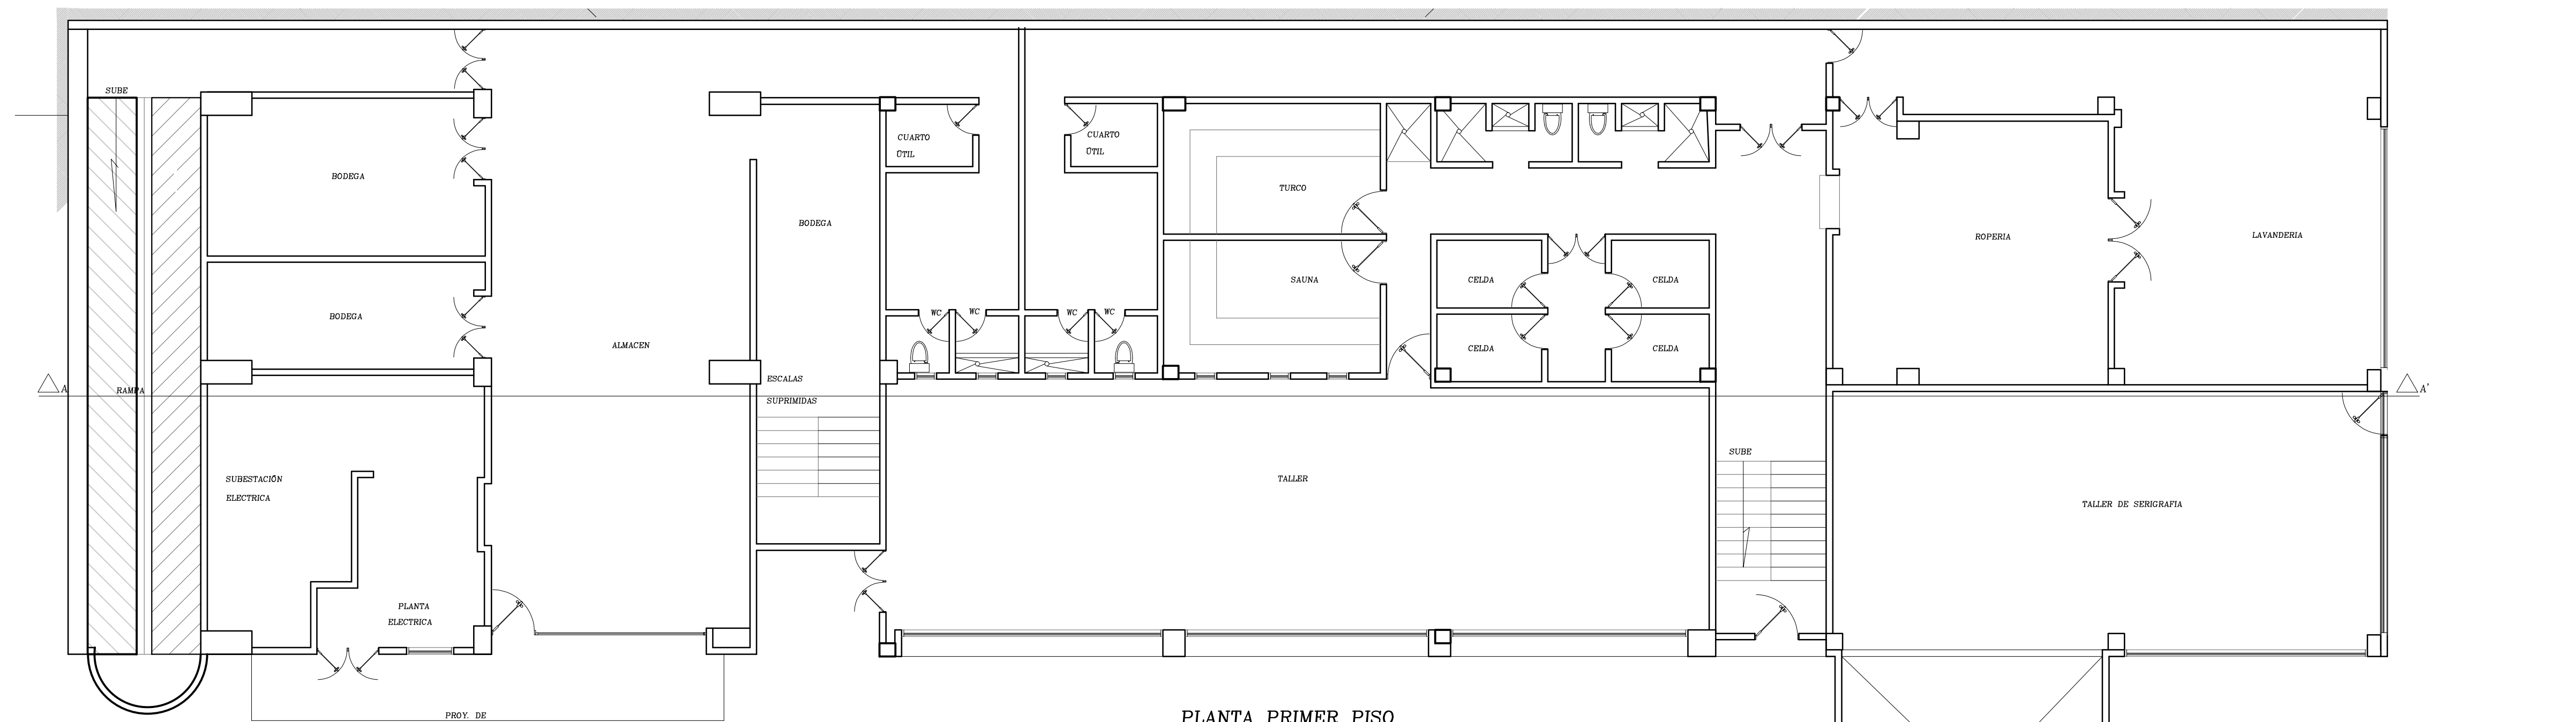 SUBE
CUARTO
ÚTIL
CUARTO
ÚTIL
BODEGA
TURCO
BODEGA
ROPERIA
LAVANDERIA
SAUNA
CELDA
CELDA
BODEGA
WC
WC
WC
WC
ALMACEN
CELDA
CELDA
ESCALAS
SUPRIMIDAS
A
RAMPA
A'
SUBE
SUBESTACIÓN
ELECTRICA
TALLER
TALLER DE SERIGRAFIA
PLANTA
ELECTRICA
PROY. DE
PLANTA PRIMER PISO